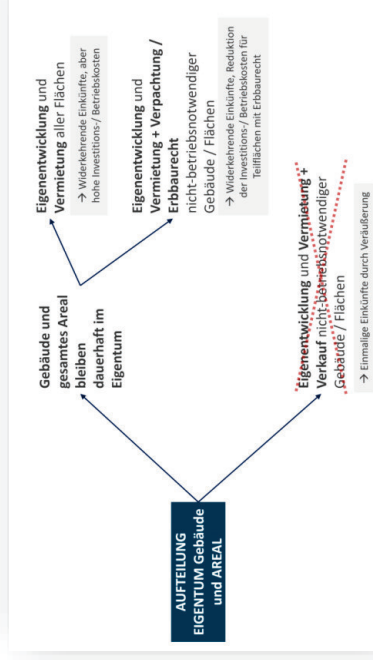 AUFTEILUNG
EIGENTUM Gebäude
und AREAL
Gebäude und
gesamtes Areal
bleiben
dauerhaft im
Eigentum
Eigenentwicklung und
Vermietung aller Flächen
→ Widerkehrende Einkünfte, aber
hohe Investitions-/ Betriebskosten
Eigenentwicklung und
Vermietung + Verpachtung /
Erbbaurecht
nicht-betriebsnotwendiger
Gebäude / Flächen
→ Widerkehrende Einkünfte, Reduktion
der Investitions-/ Betriebskosten für
Teilflächen mit Erbbaurecht
Eigenentwicklung und Vermietung +
Verkauf nicht-betriebsnotwendiger
Gebäude / Flächen
→ Einmalige Einkünfte durch Veräußerung